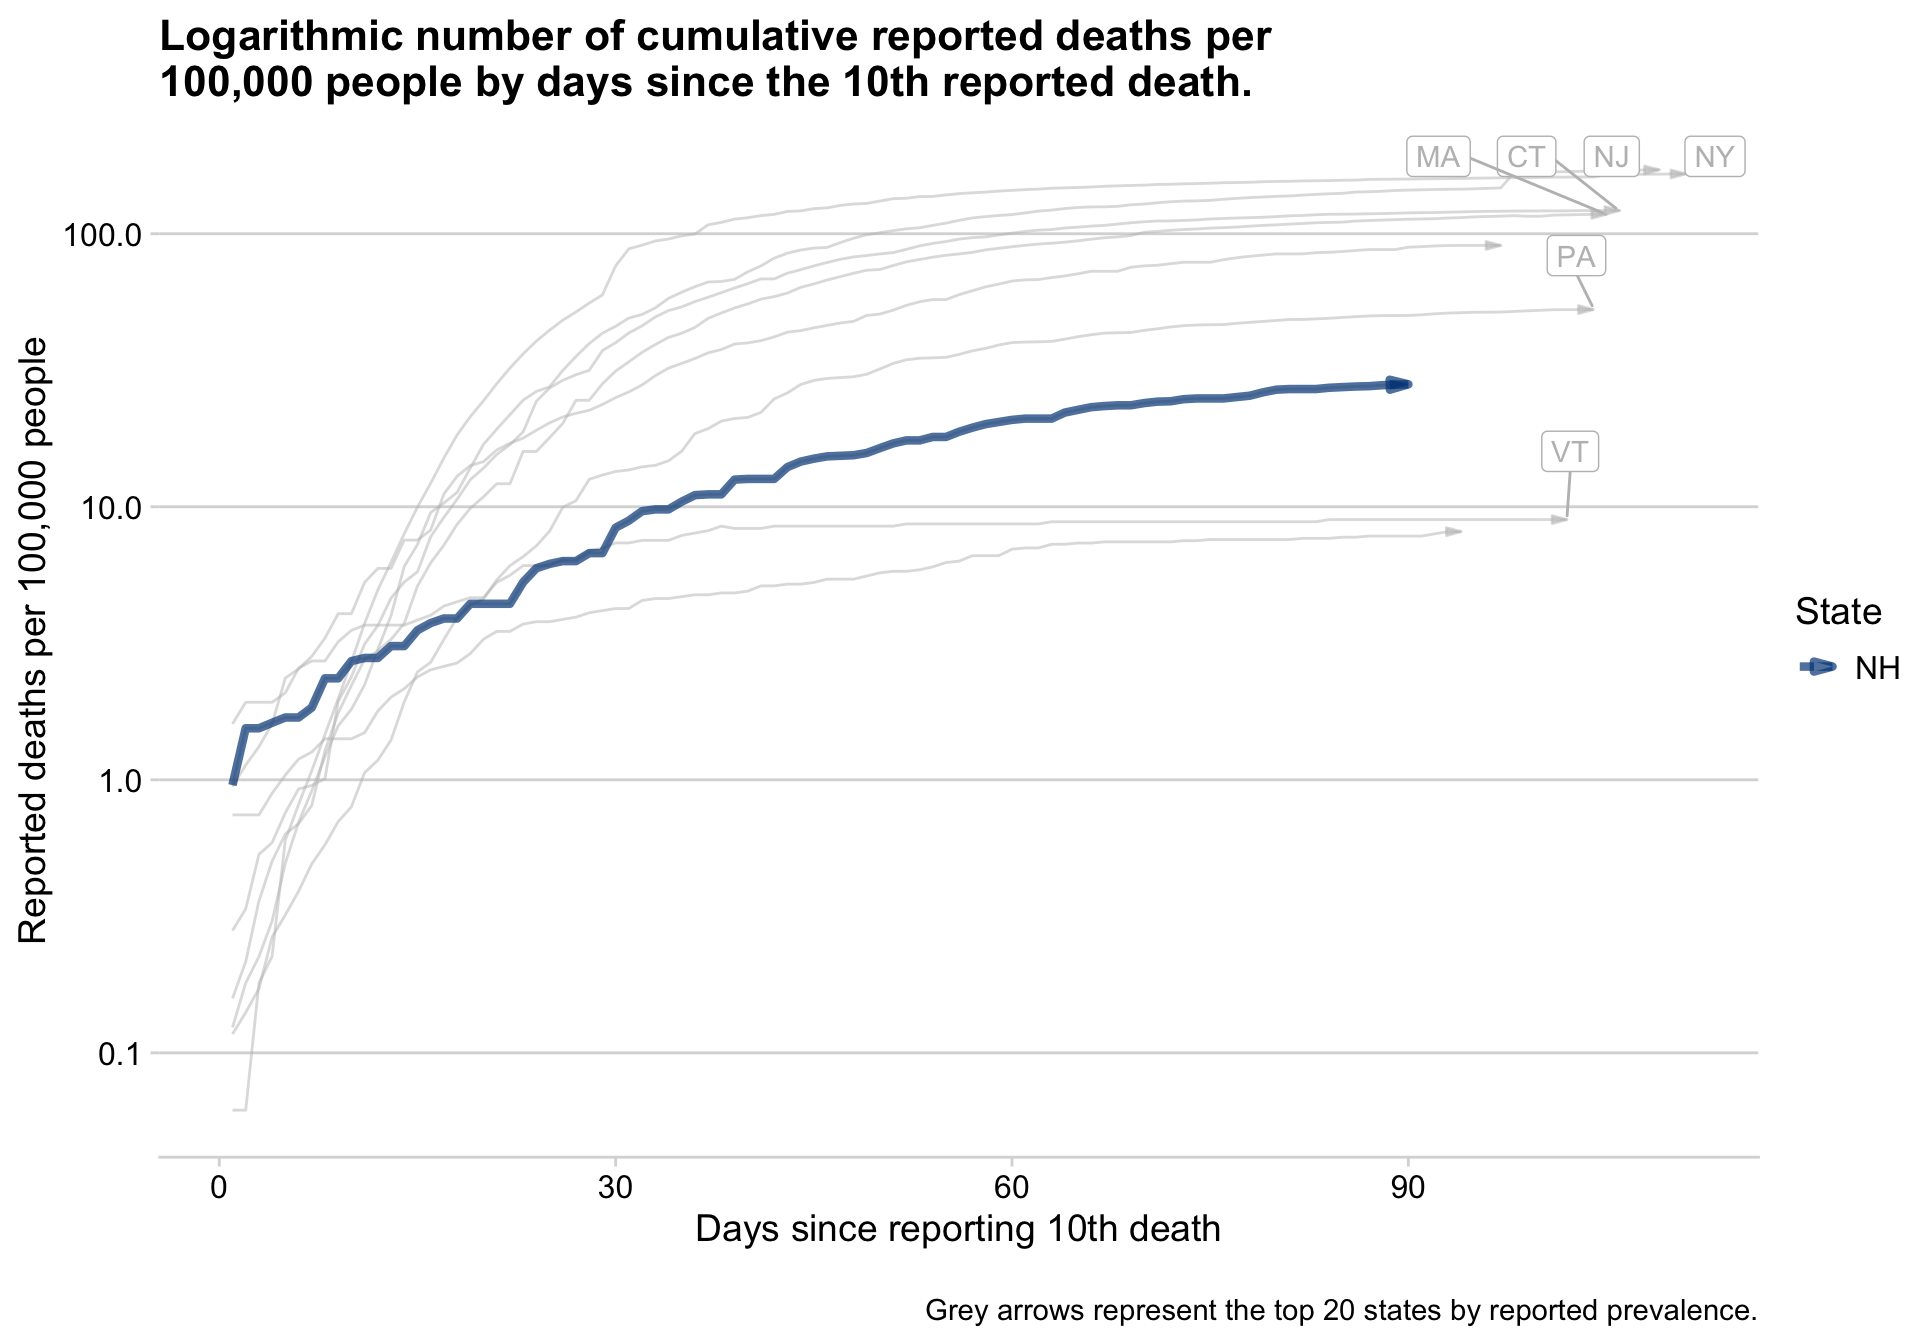 Logarithmic number of cumulative reported deaths per
100,000 people by days since the 10th reported death.
MA CT NJ NY
100.0
PA
VT
10.0
1.0
0.1
Reported deaths per 100,000 people
State
NH
0 30 60 90
Days since reporting 10th death
Grey arrows represent the top 20 states by reported prevalence.